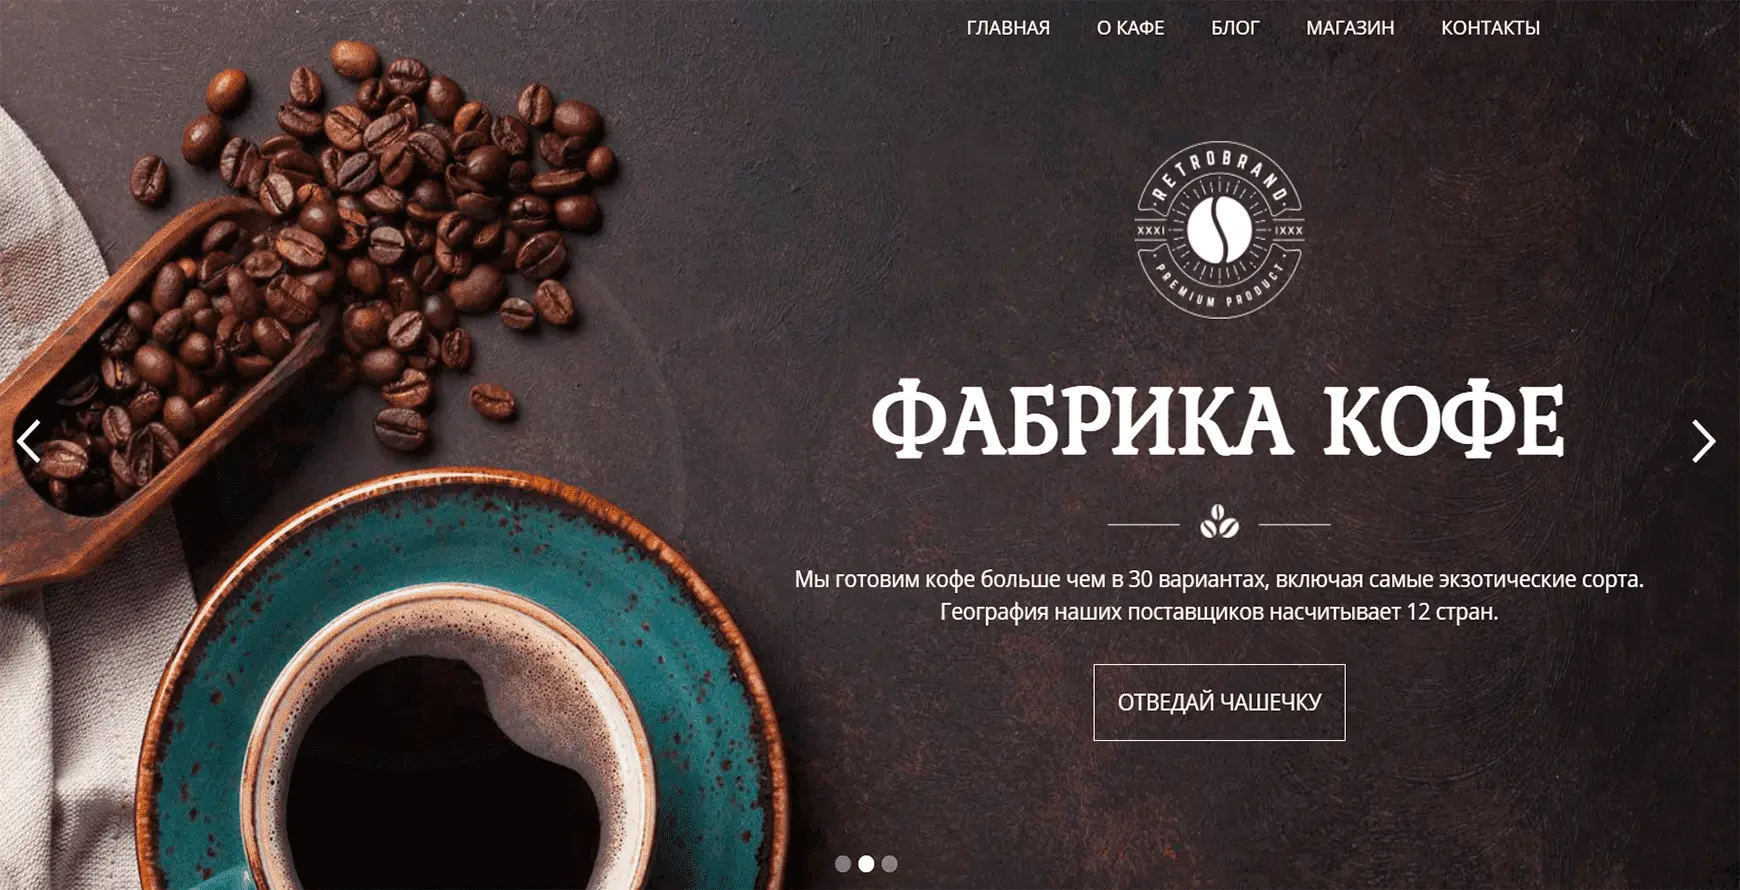 ГЛАВНАЯ О КАФЕ БЛОГ МАГАЗИН КОНТАКТЫ
RETROBRAND
XXXI IXXX
PREMIUM PRODUCT
ФАБРИКА КОФЕ
Мы готовим кофе больше чем в 30 вариантах, включая самые экзотические сорта.
География наших поставщиков насчитывает 12 стран.
ОТВЕДАЙ ЧАШЕЧКУ